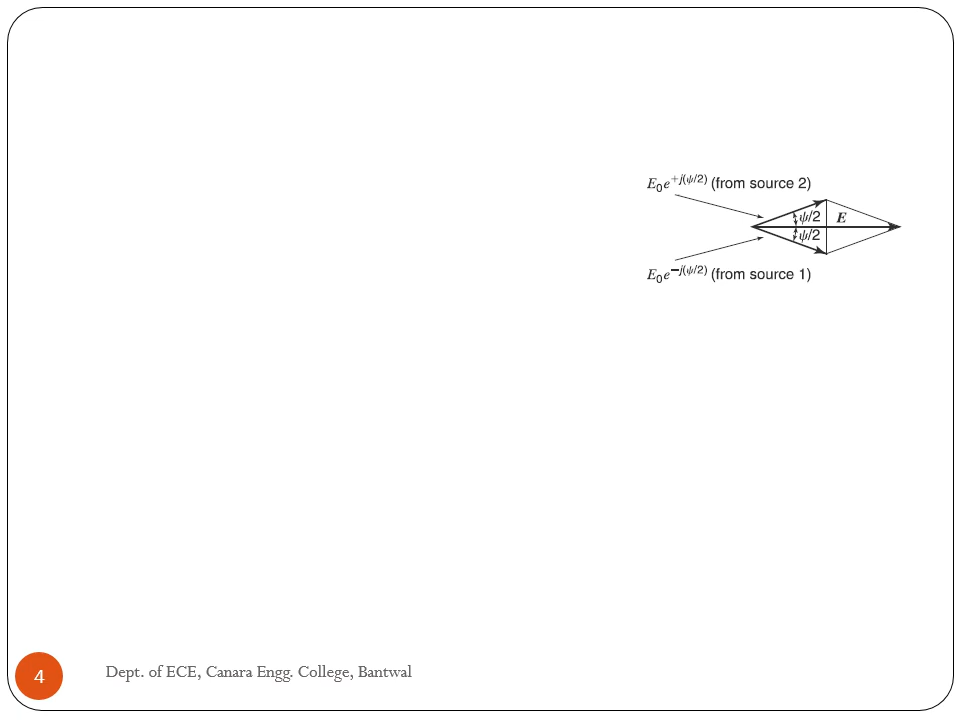 E₀e⁺ʲ⁽ψ/²⁾ (from source 2)
ψ/2 E
ψ/2
E₀e⁻ʲ⁽ψ/²⁾ (from source 1)
4
Dept. of ECE, Canara Engg. College, Bantwal